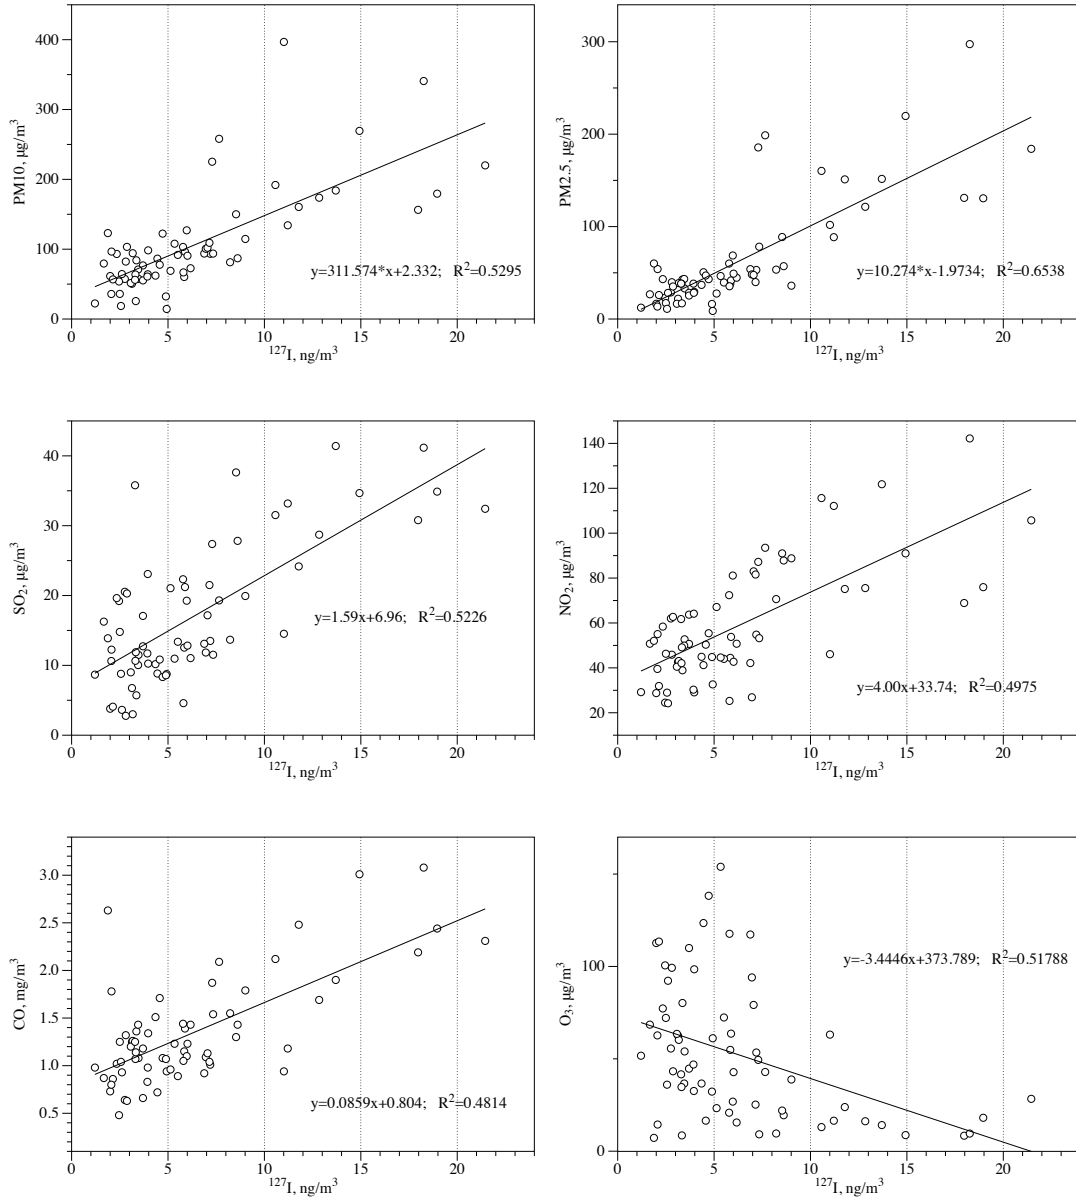 400
300
200
100
0
PM10, μg/m³
y=311.574*x+2.332; R²=0.5295
0 5 10 15 20
¹²⁷I, ng/m³
300
200
100
0
PM2.5, μg/m³
y=10.274*x-1.9734; R²=0.6538
0 5 10 15 20
¹²⁷I, ng/m³
40
30
20
10
0
SO₂, μg/m³
y=1.59x+6.96; R²=0.5226
0 5 10 15 20
¹²⁷I, ng/m³
140
120
100
80
60
40
20
NO₂, μg/m³
y=4.00x+33.74; R²=0.4975
0 5 10 15 20
¹²⁷I, ng/m³
3.0
2.5
2.0
1.5
1.0
0.5
CO, mg/m³
y=0.0859x+0.804; R²=0.4814
0 5 10 15 20
¹²⁷I, ng/m³
100
0
O₃, μg/m³
y=-3.4446x+373.789; R²=0.51788
0 5 10 15 20
¹²⁷I, ng/m³